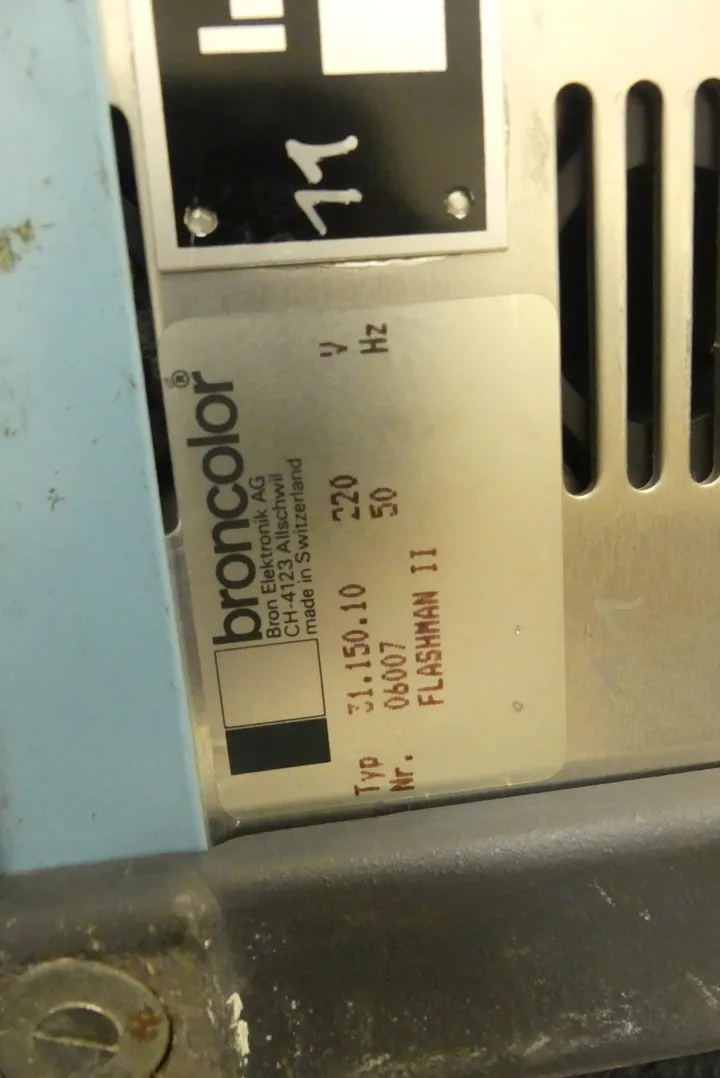 11
broncolor®
Bron Elektronik AG
CH-4123 Allschwil
made in Switzerland
Typ 31.150.10 220 V
Nr. 06007 50 Hz
FLASHMAN II